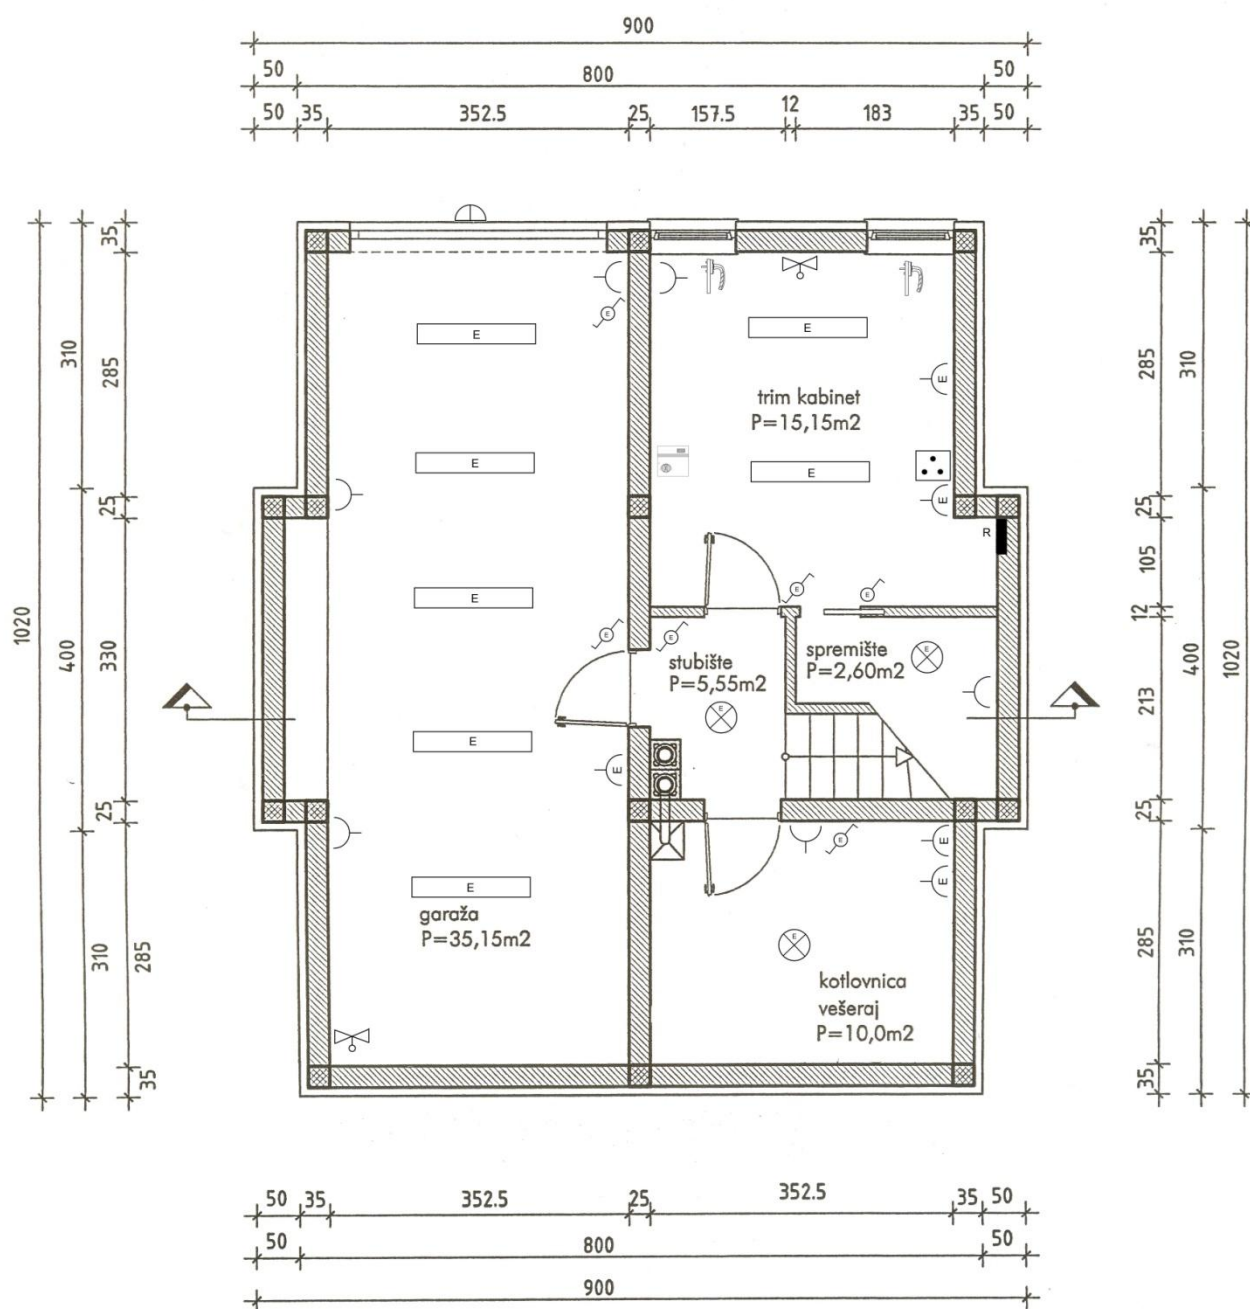 900
50 800 50
50 35 352.5 25 157.5 12 183 35 50
35
35
E
E
E
310
285
285
310
E
trim kabinet
P=15,15m2
E
E
E
25
25
R
105
1020
400
330
E
E
E
12
E
E
E
stubište
P=5,55m2
spremište
P=2,60m2
E
E
213
400
1020
E
E
25
25
E
E
E
E
garaža
P=35,15m2
E
310
285
285
310
kotlovnica
vešeraj
P=10,0m2
35
35
50 35 352.5 25 352.5 35 50
50 800 50
900